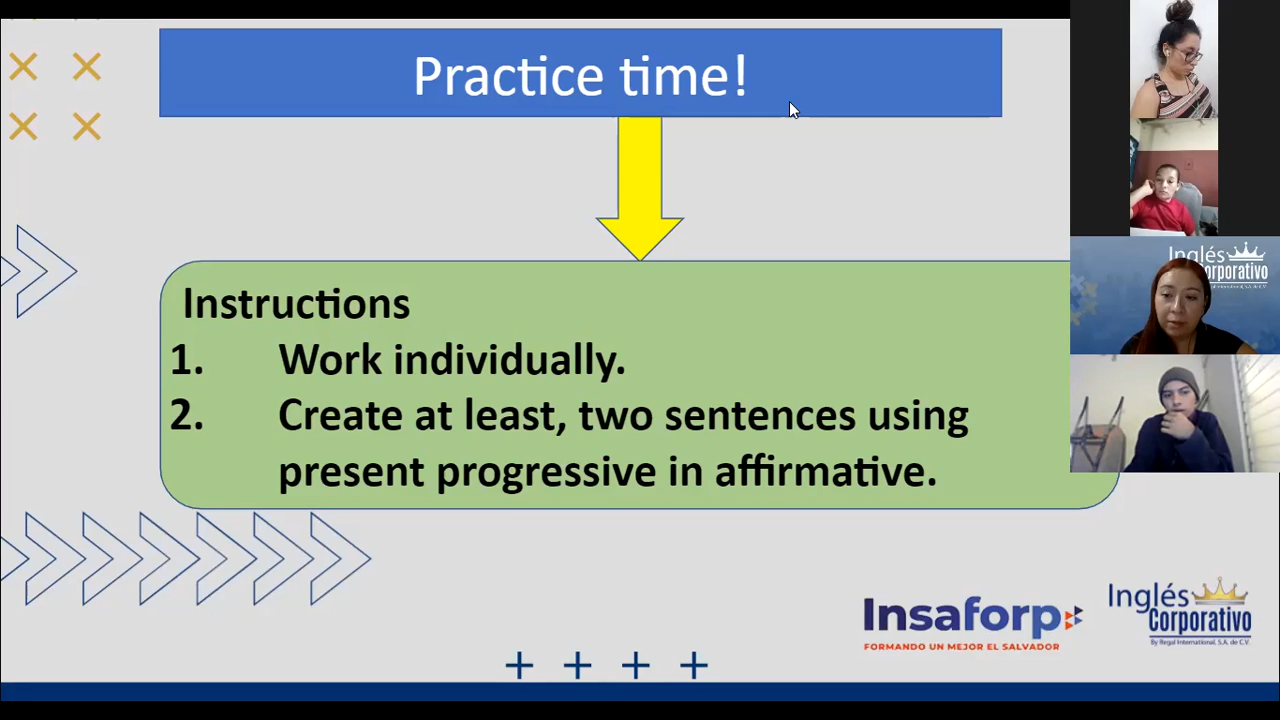 Practice time!
Instructions
1. Work individually.
2. Create at least, two sentences using
present progressive in affirmative.
Inglés
Corporativo
Insaforp
FORMANDO UN MEJOR EL SALVADOR
Inglés
Corporativo
By Regal International, S.A. de C.V.